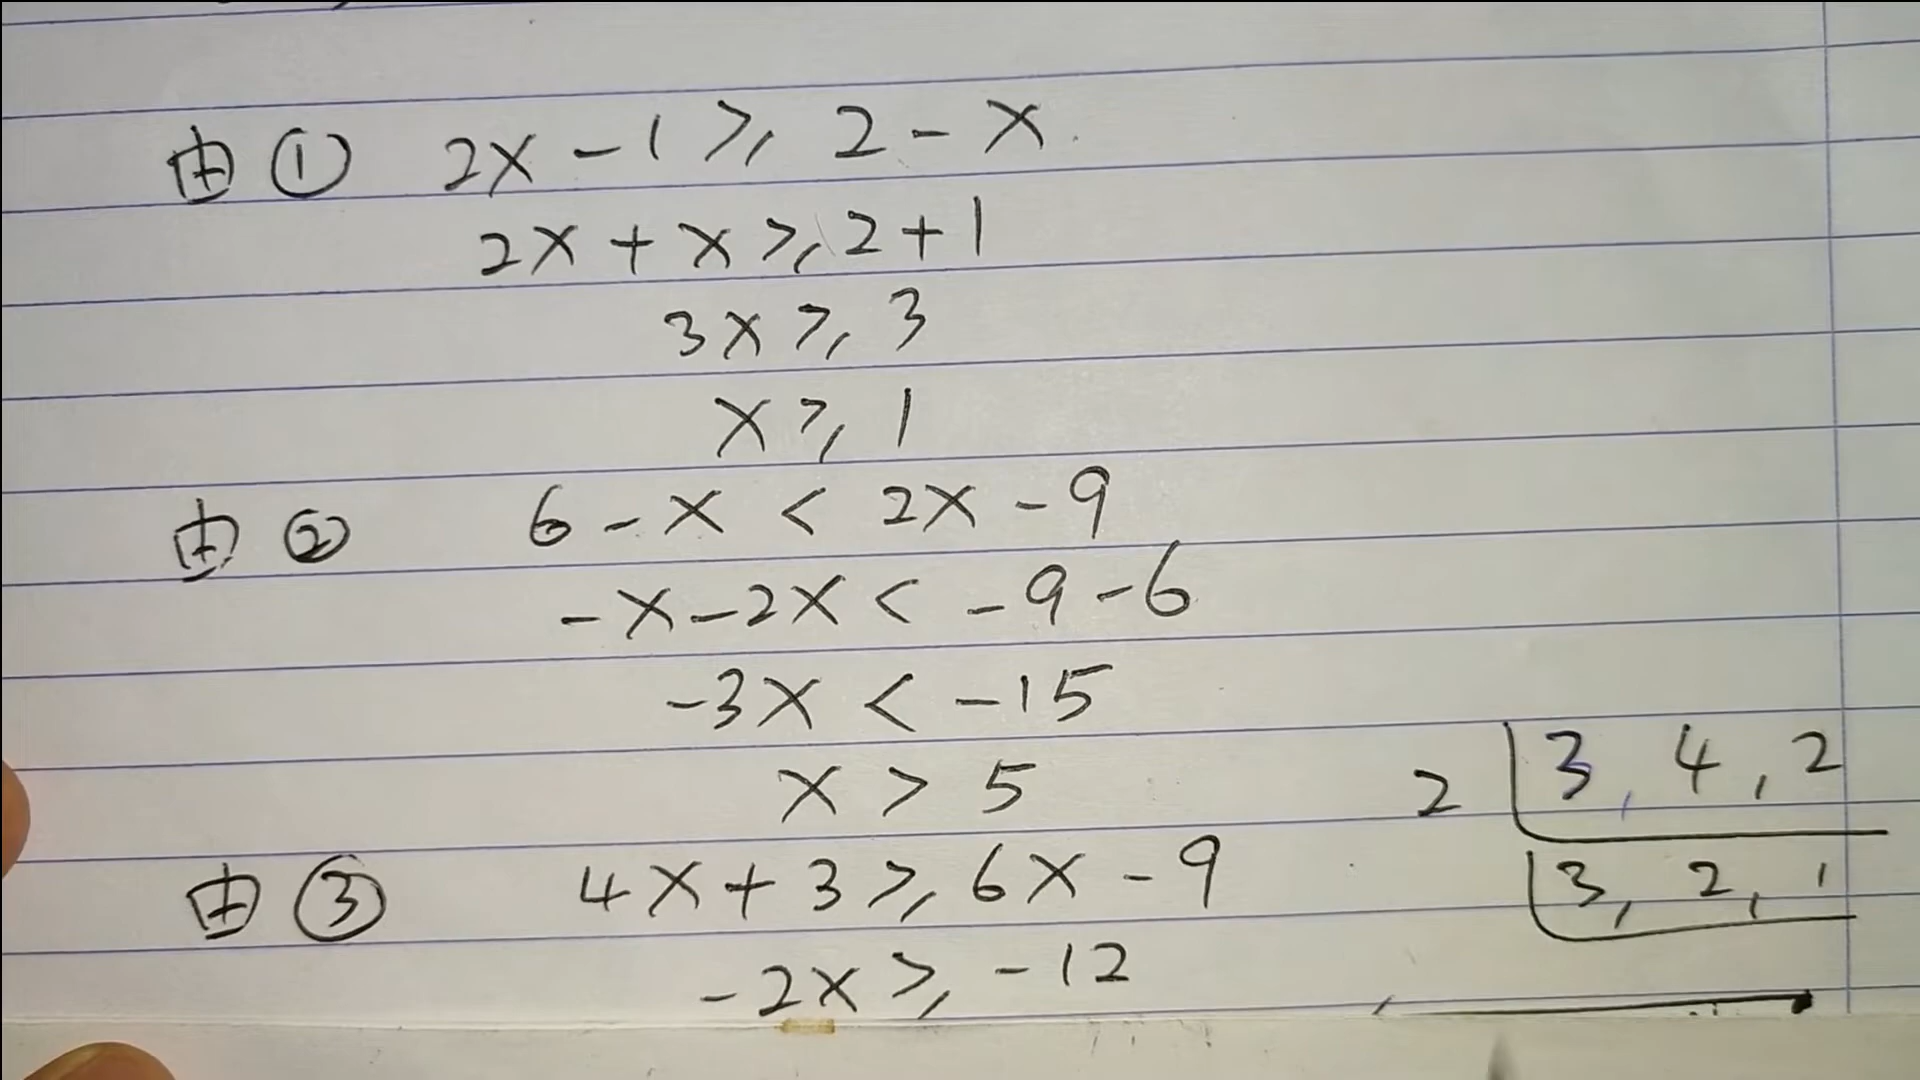 由① 2x - 1 ≥ 2 - x
2x + x ≥ 2 + 1
3x ≥ 3
x ≥ 1
由② 6 - x < 2x - 9
-x - 2x < -9 - 6
-3x < -15
x > 5
2 3, 4, 2
由③ 4x + 3 ≥ 6x - 9
3, 2, 1
-2x ≥ -12